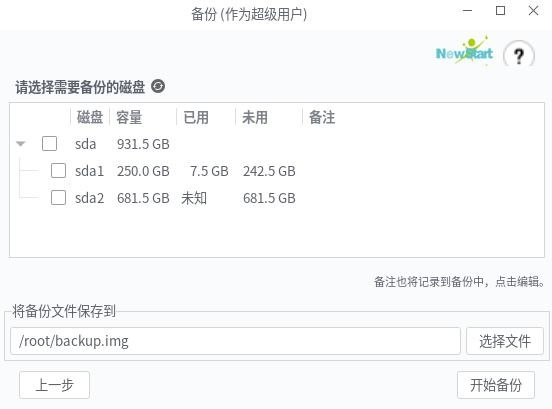 备份 (作为超级用户)
NewStart
?
请选择需要备份的磁盘
磁盘 容量 已用 未用 备注
sda 931.5 GB
sda1 250.0 GB 7.5 GB 242.5 GB
sda2 681.5 GB 未知 681.5 GB
备注也将记录到备份中，点击编辑。
将备份文件保存到
/root/backup.img 选择文件
上一步 开始备份